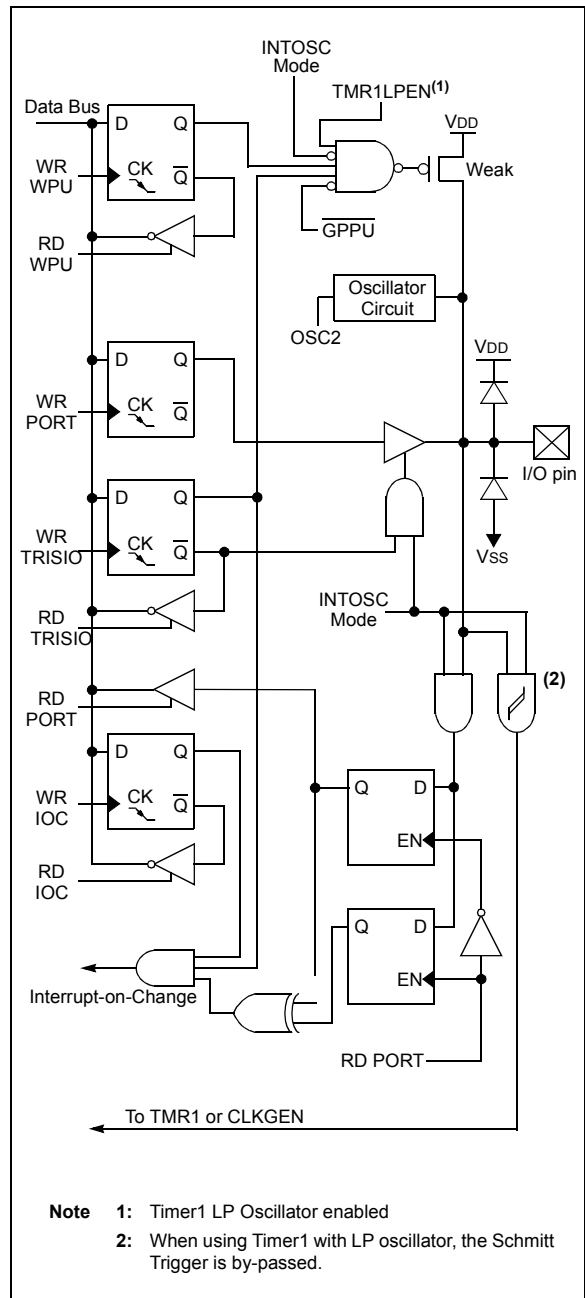 INTOSC
Mode
TMR1LPEN(1)
Data Bus
D Q
VDD
WR
WPU
CK
Q
Weak
RD
WPU
GPPU
Oscillator
Circuit
OSC2
D Q
VDD
WR
PORT
CK
Q
I/O pin
D Q
WR
TRISIO
CK
Q
VSS
INTOSC
Mode
RD
TRISIO
(2)
RD
PORT
D Q
Q D
WR
IOC
CK
Q
EN
RD
IOC
Q D
EN
Interrupt-on-Change
RD PORT
To TMR1 or CLKGEN
Note 1: Timer1 LP Oscillator enabled
2: When using Timer1 with LP oscillator, the Schmitt
Trigger is by-passed.